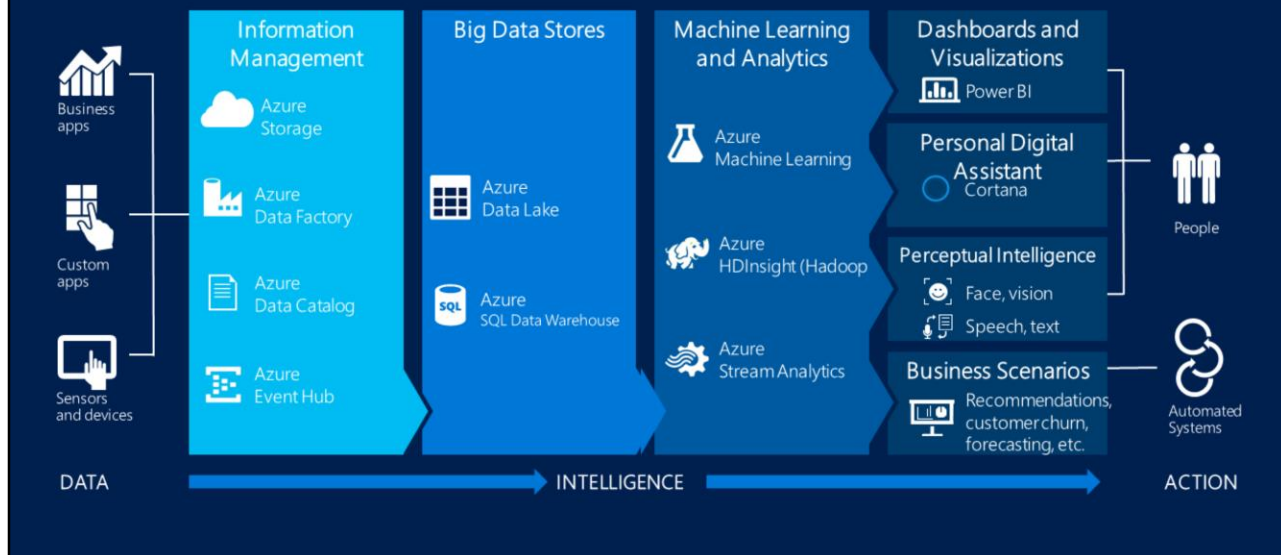 Business
apps
Custom
apps
Sensors
and devices
DATA
Information
Management
Azure
Storage
Azure
Data Factory
Azure
Data Catalog
Azure
Event Hub
Big Data Stores
Azure
Data Lake
SQL
Azure
SQL Data Warehouse
INTELLIGENCE
Machine Learning
and Analytics
Azure
Machine Learning
Azure
HDInsight (Hadoop
Azure
Stream Analytics
Dashboards and
Visualizations
Power BI
Personal Digital
Assistant
Cortana
Perceptual Intelligence
Face, vision
Speech, text
Business Scenarios
Recommendations,
customer churn,
forecasting, etc.
People
Automated
Systems
ACTION